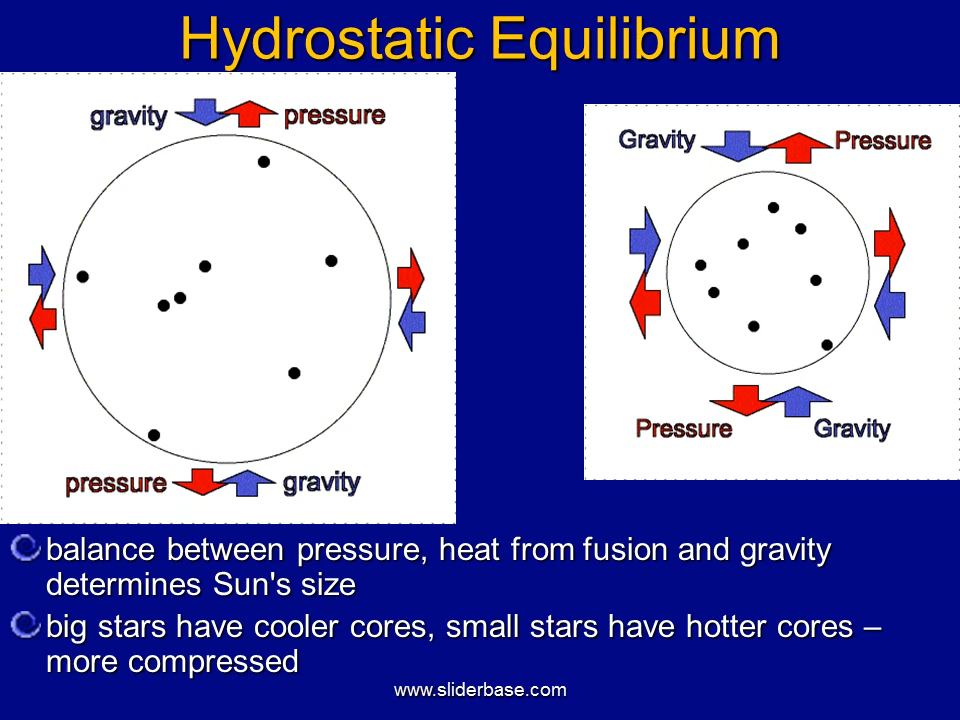 Hydrostatic Equilibrium
gravity pressure
pressure gravity
Gravity Pressure
Pressure Gravity
balance between pressure, heat from fusion and gravity
determines Sun's size
big stars have cooler cores, small stars have hotter cores –
more compressed
www.sliderbase.com